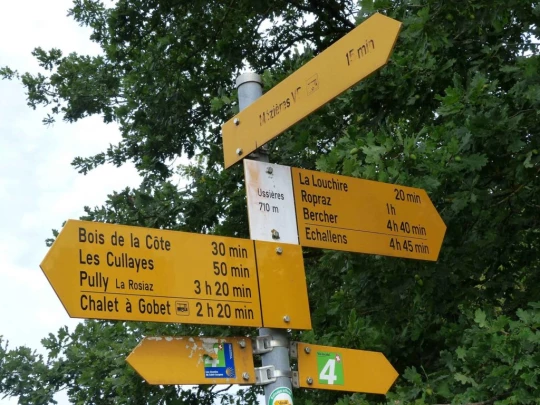 Mézières VD 15 min
Ussières
710 m
La Louchire 20 min
Ropraz 1h
Bercher 4h 40 min
Echallens 4h 45 min
Bois de la Côte 30 min
Les Cullayes 50 min
Pully La Rosiaz 3 h 20 min
Chalet à Gobet 2 h 20 min
4